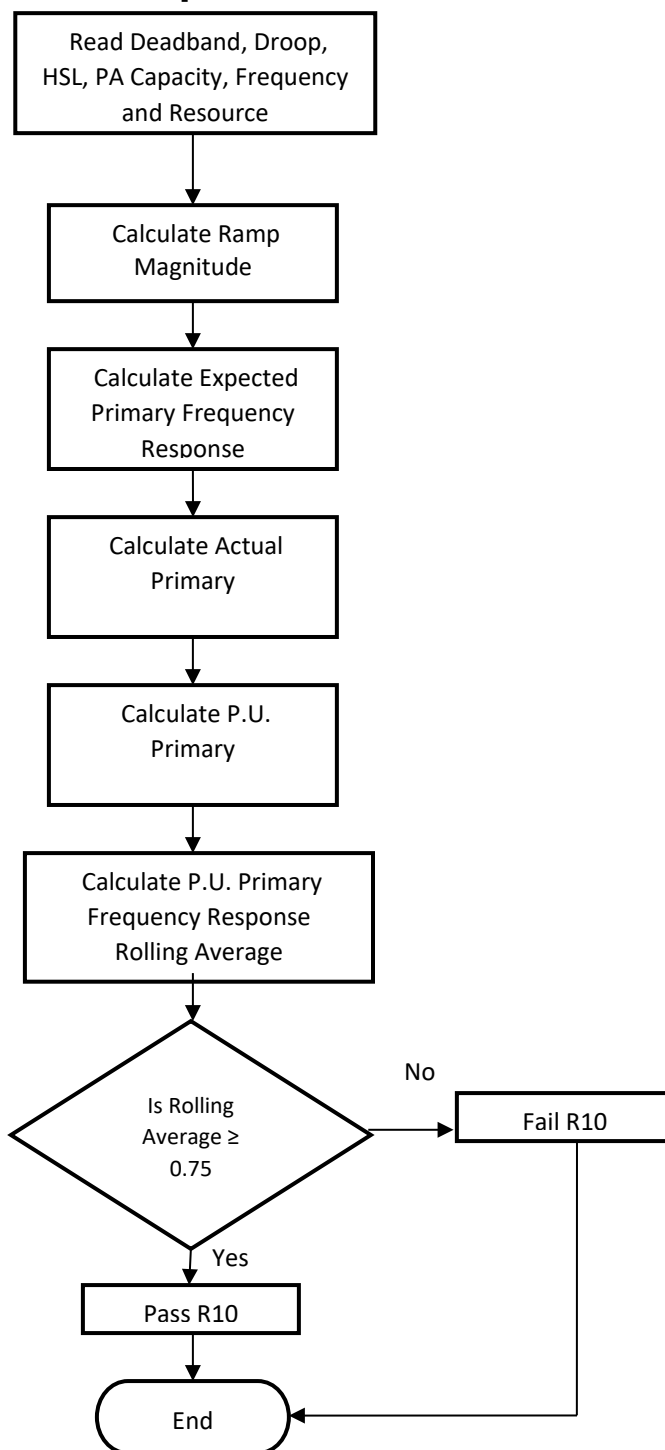 Read Deadband, Droop,
HSL, PA Capacity, Frequency
and Resource
Calculate Ramp
Magnitude
Calculate Expected
Primary Frequency
Response
Calculate Actual
Primary
Calculate P.U.
Primary
Calculate P.U. Primary
Frequency Response
Rolling Average
Is Rolling
Average ≥
0.75
No
Fail R10
Yes
Pass R10
End